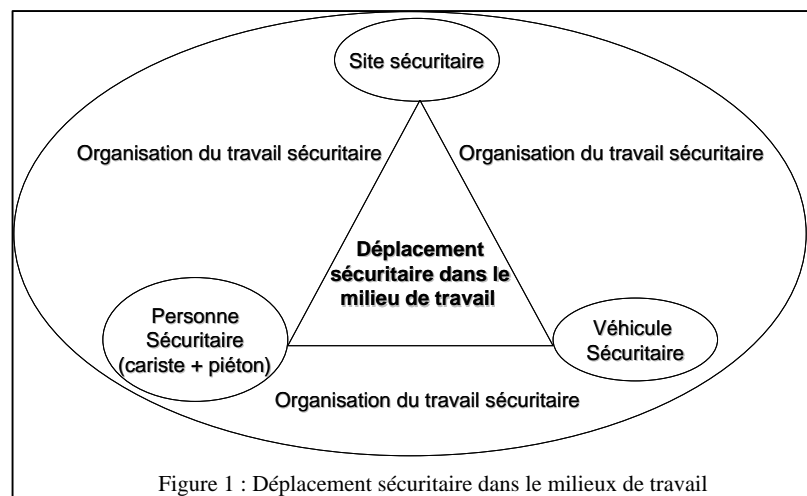 Site sécuritaire
Organisation du travail sécuritaire
Organisation du travail sécuritaire
Déplacement
sécuritaire dans le
milieu de travail
Personne
Sécuritaire
(cariste + piéton)
Véhicule
Sécuritaire
Organisation du travail sécuritaire
Figure 1 : Déplacement sécuritaire dans le milieux de travail